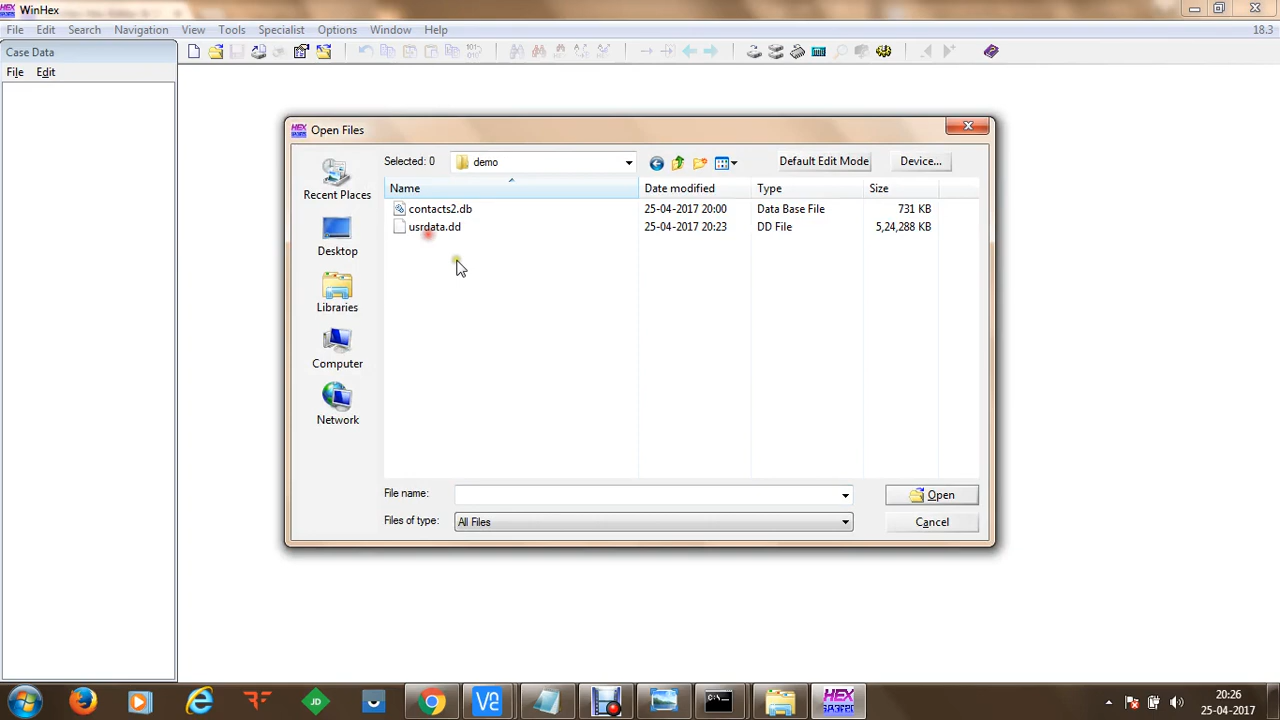 WinHex
File Edit Search Navigation View Tools Specialist Options Window Help 18.3
Case Data
File Edit
HEX Open Files
Selected: 0 demo Default Edit Mode Device...
Name Date modified Type Size
contacts2.db 25-04-2017 20:00 Data Base File 731 KB
usrdata.dd 25-04-2017 20:23 DD File 5,24,288 KB
Recent Places
Desktop
Libraries
Computer
Network
File name: Open
Files of type: All Files Cancel
JD HEX
20:26
25-04-2017